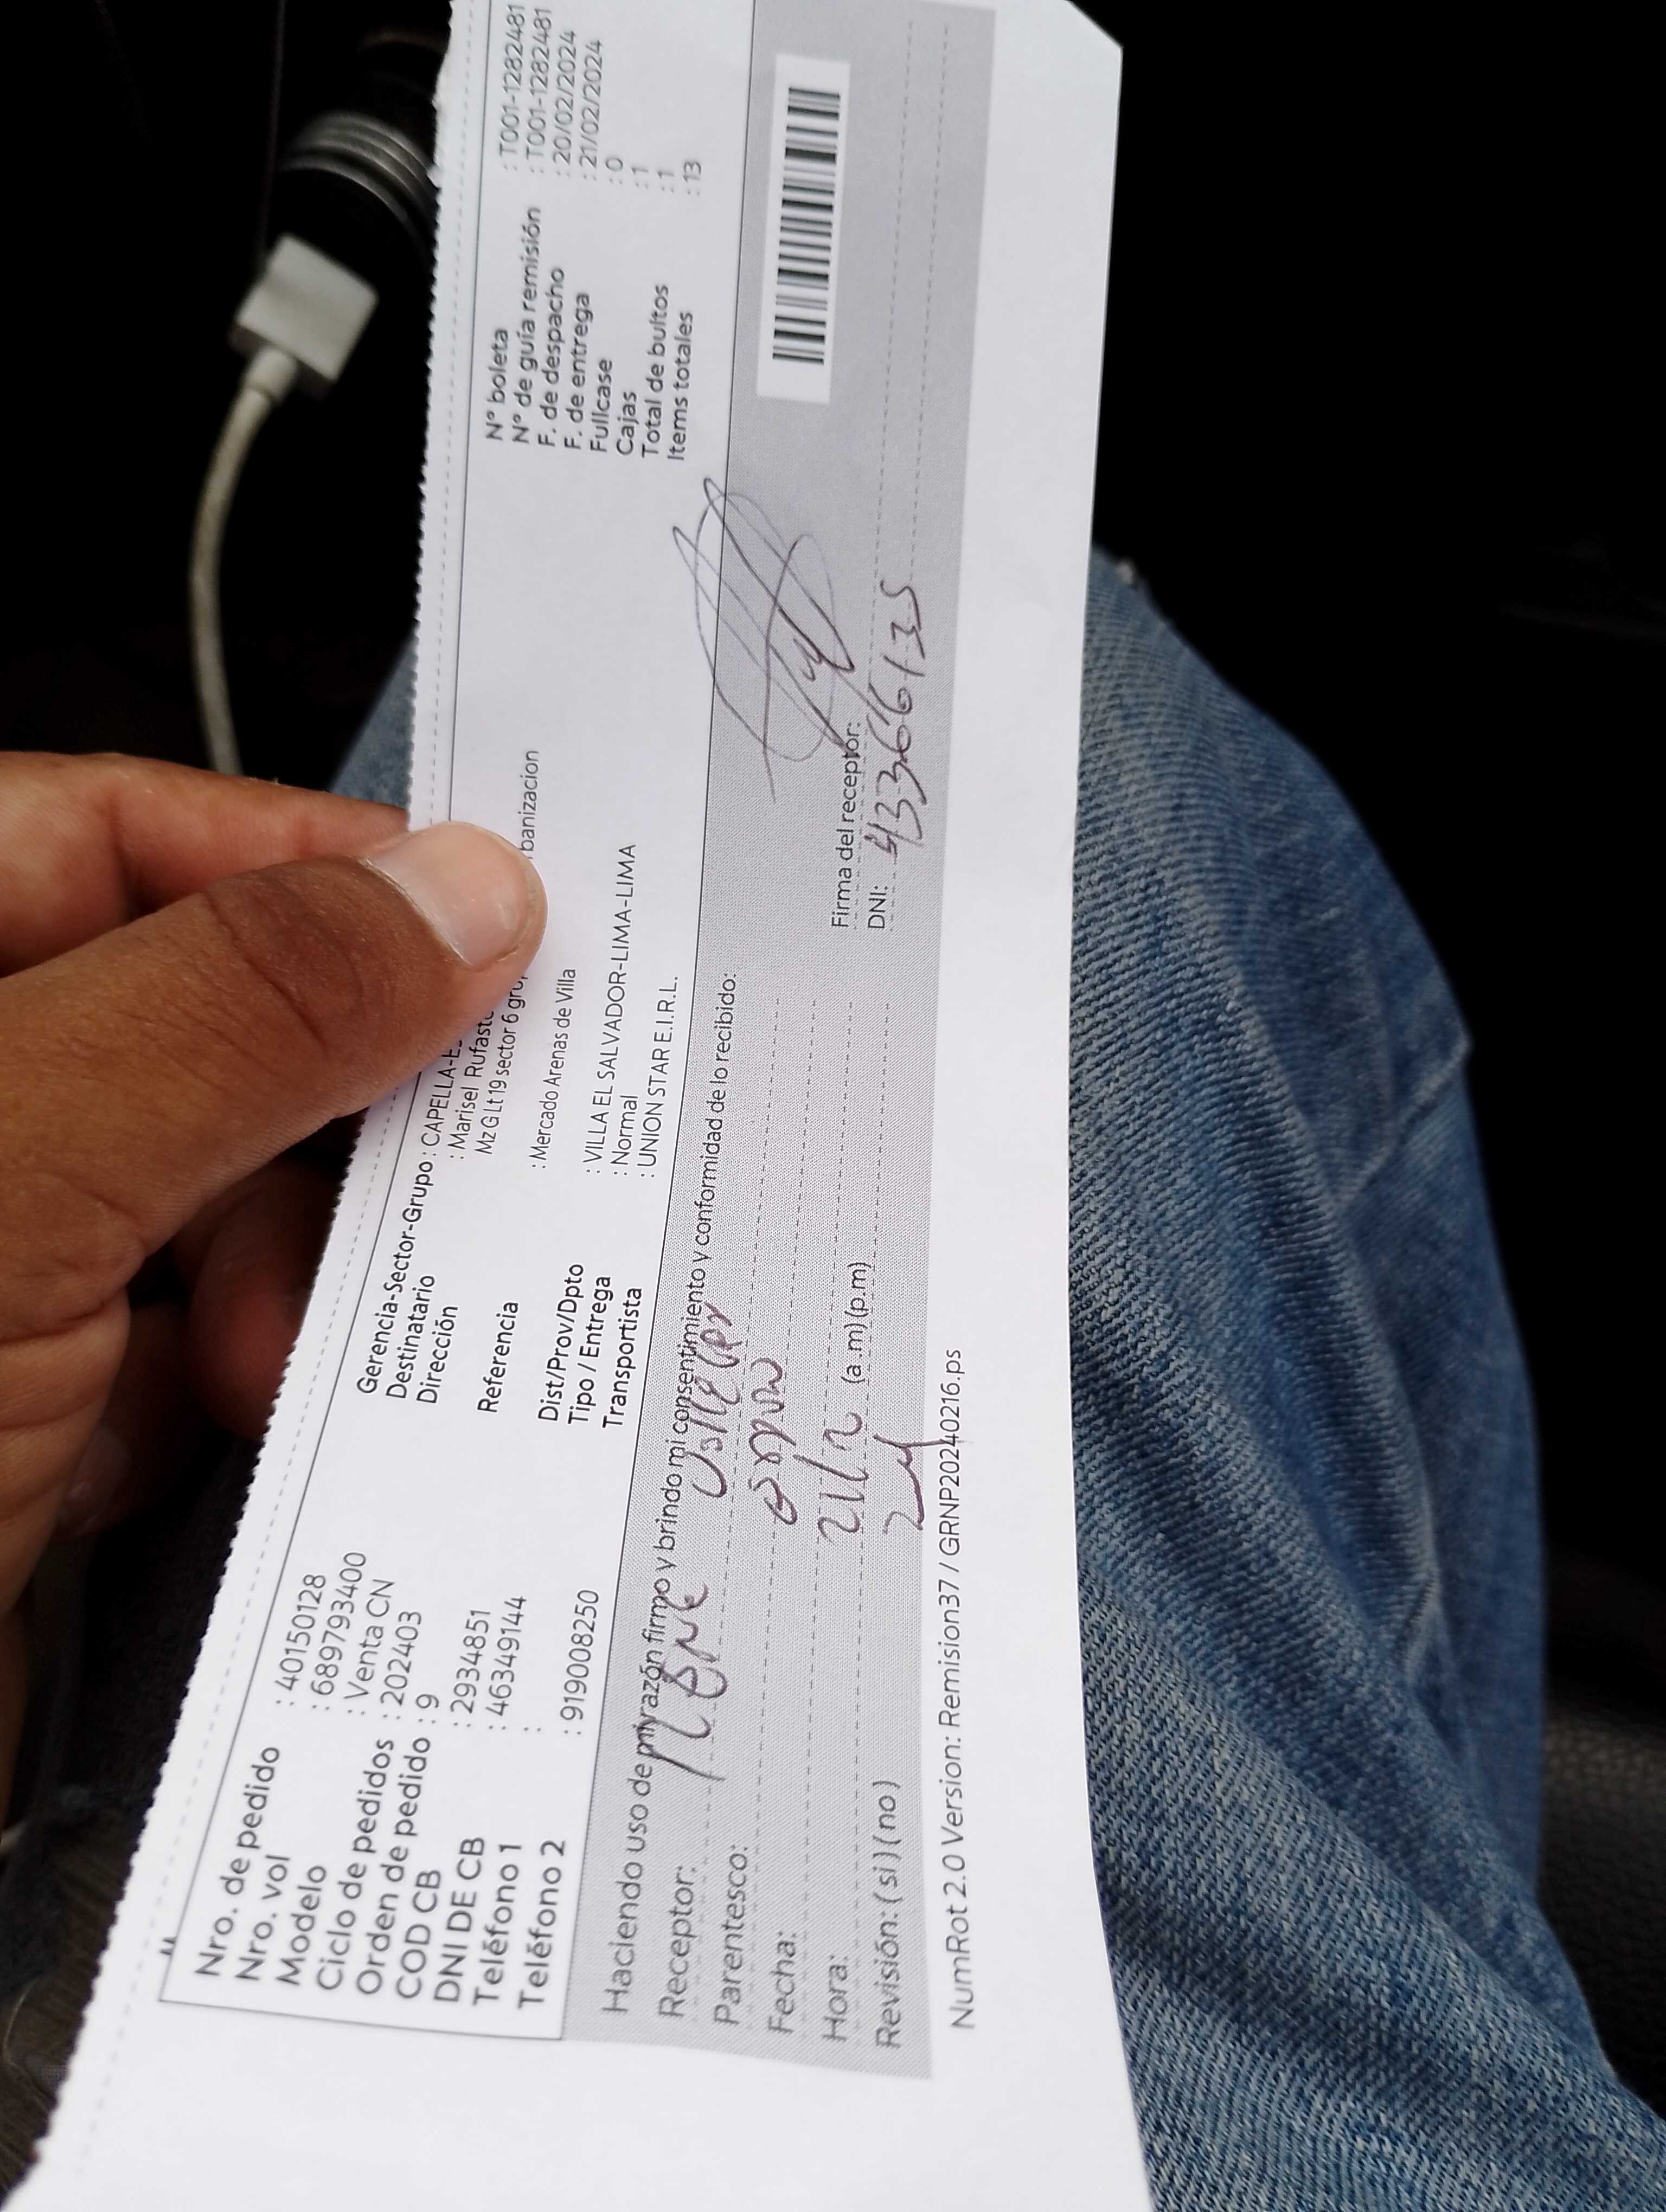 Nro. de pedido : 40150128
Nro. vol : 68979793400
Modelo : Venta CN
Ciclo de pedidos : 202403
Orden de pedido : 9
COD CB : 2934851
DNI DE CB : 46349144
Teléfono 1 :
Teléfono 2 : 919008250
Gerencia-Sector-Grupo : CAPELLA-E
Destinatario : Marisel Rufasto
Dirección MzGLt19 sector 6 gru banizacion
Referencia : Mercado Arenas de Villa
Dist/Prov/Dpto : VILLA EL SALVADOR-LIMA-LIMA
Tipo / Entrega : Normal
Transportista : UNION STAR E.I.R.L.
N° boleta : T001-1282481
N° de guía remisión : T001-1282481
F. de despacho : 20/02/2024
F. de entrega : 21/02/2024
Fullcase : 0
Cajas : 1
Total de bultos : 1
Items totales : 13
Haciendo uso de mi razón firmo y brindo mi consentimiento y conformidad de lo recibido:
Receptor:
Parentesco:
Fecha: 21/2
Hora: 24 (a.m)(p.m)
Revisión: (si) (no)
Firma del receptor:
DNI: 43366135
NumRot 2.0 Version: Remision37 / GRNP20240216.ps